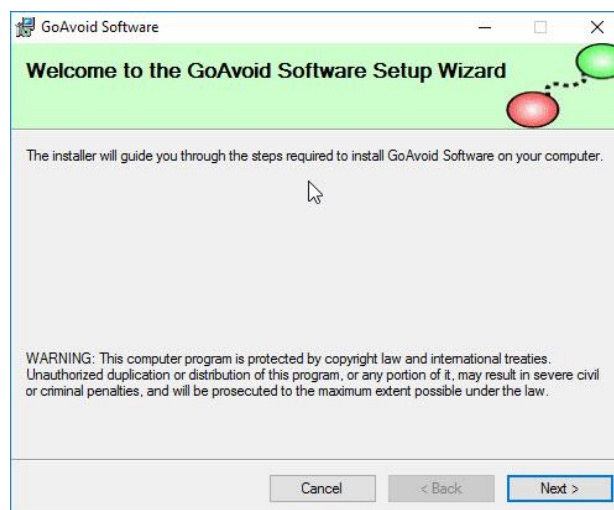 GoAvoid Software
Welcome to the GoAvoid Software Setup Wizard
The installer will guide you through the steps required to install GoAvoid Software on your computer.
WARNING: This computer program is protected by copyright law and international treaties.
Unauthorized duplication or distribution of this program, or any portion of it, may result in severe civil
or criminal penalties, and will be prosecuted to the maximum extent possible under the law.
Cancel < Back Next >